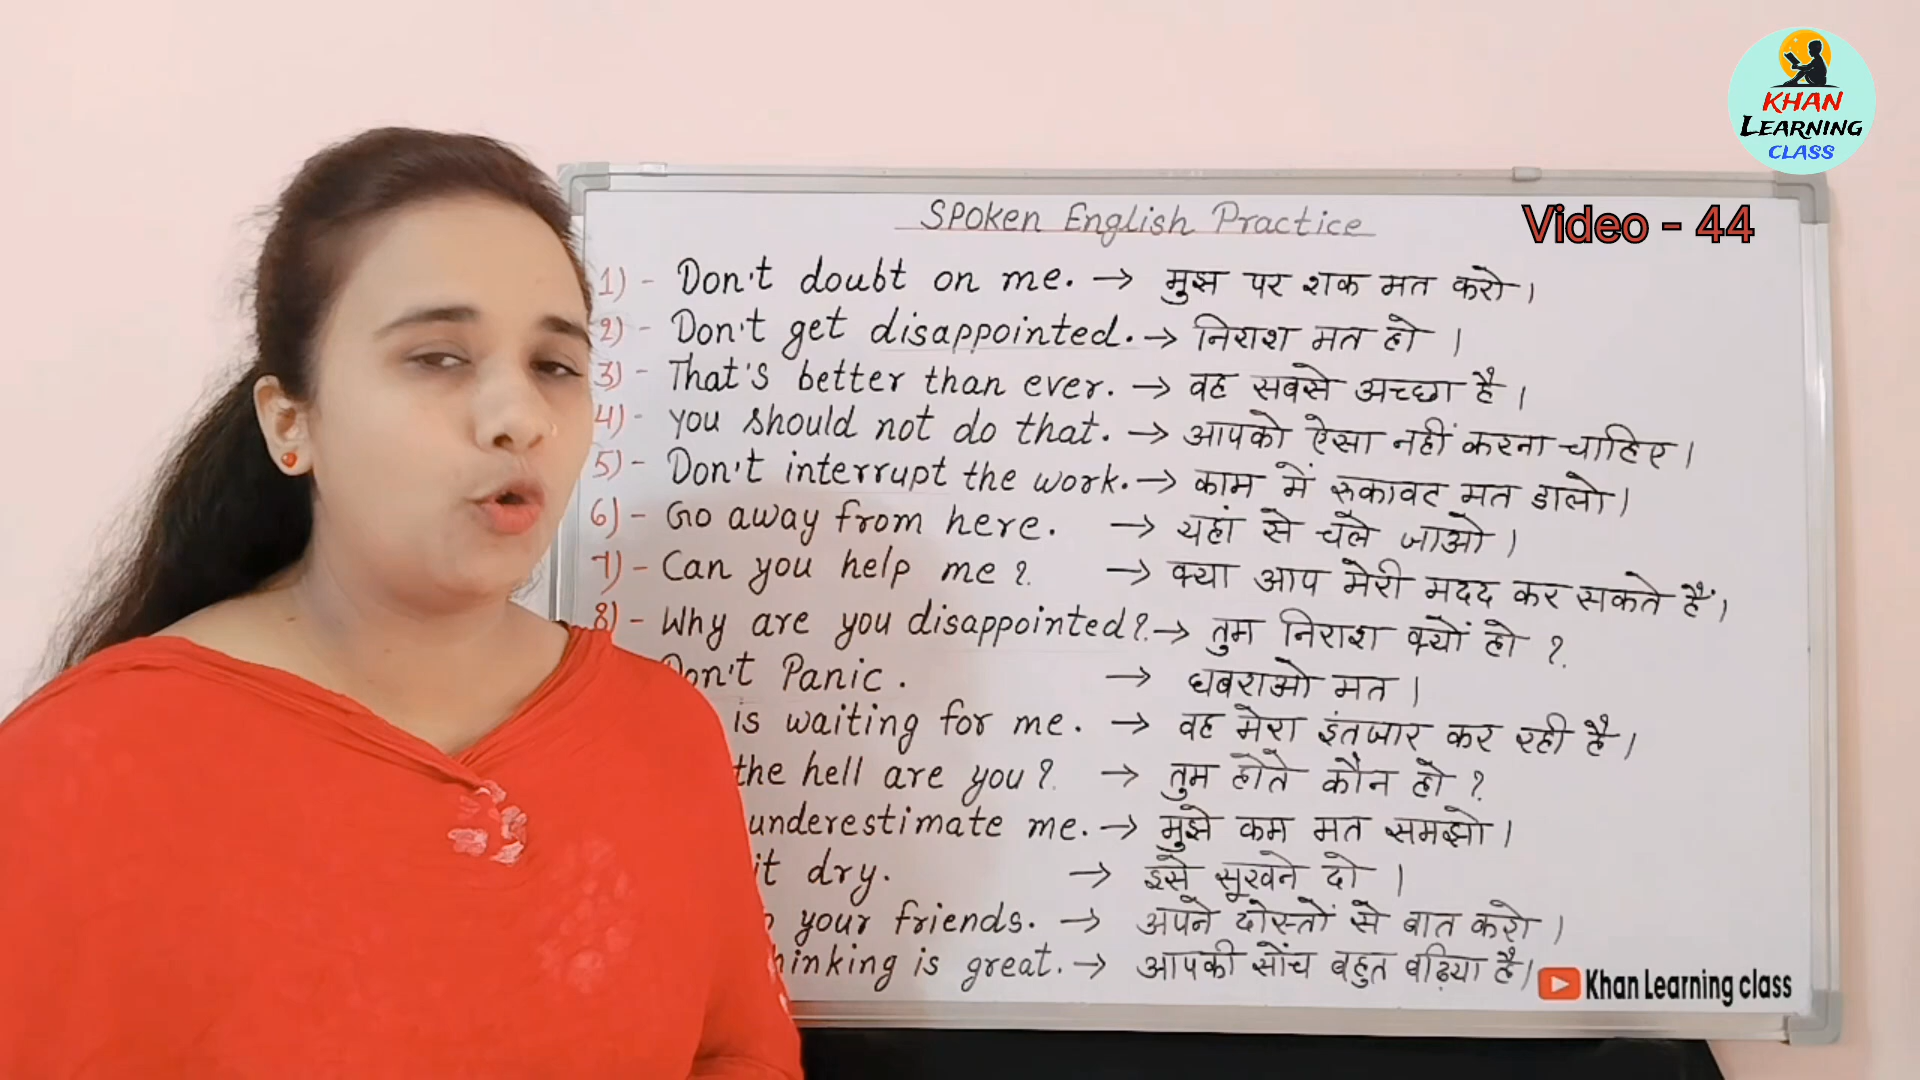 KHAN
LEARNING
CLASS
Video - 44
SPOKEN English Practice
1) - Don't doubt on me. → मुझ पर शक मत करो।
2) - Don't get disappointed. → निराश मत हो ।
3) - That's better than ever. → वह सबसे अच्छा है ।
4) - you should not do that. → आपको ऐसा नहीं करना चाहिए।
5) - Don't interrupt the work. → काम में रुकावट मत डालो।
6) - Go away from here. → यहां से चले जाओ।
7) - Can you help me ? → क्या आप मेरी मदद कर सकते हैं।
8) - Why are you disappointed? → तुम निराश क्यों हो ?
Don't Panic. → घबराओ मत ।
is waiting for me. → वह मेरा इंतजार कर रही है।
the hell are you? → तुम होते कौन हो ?
underestimate me. → मुझे कम मत समझो।
it dry. → इसे सूखने दो ।
your friends. → अपने दोस्तों से बात करो ।
hinking is great. → आपकी सोंच बहुत बढ़िया है।
Khan Learning class